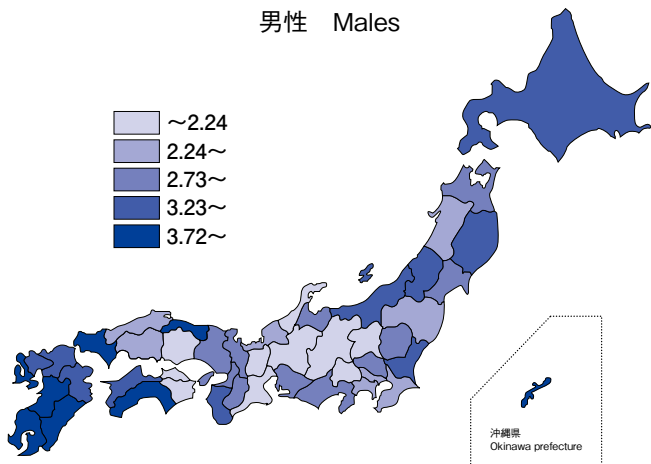 男性　Males
～2.24
2.24～
2.73～
3.23～
3.72～
沖縄県
Okinawa prefecture